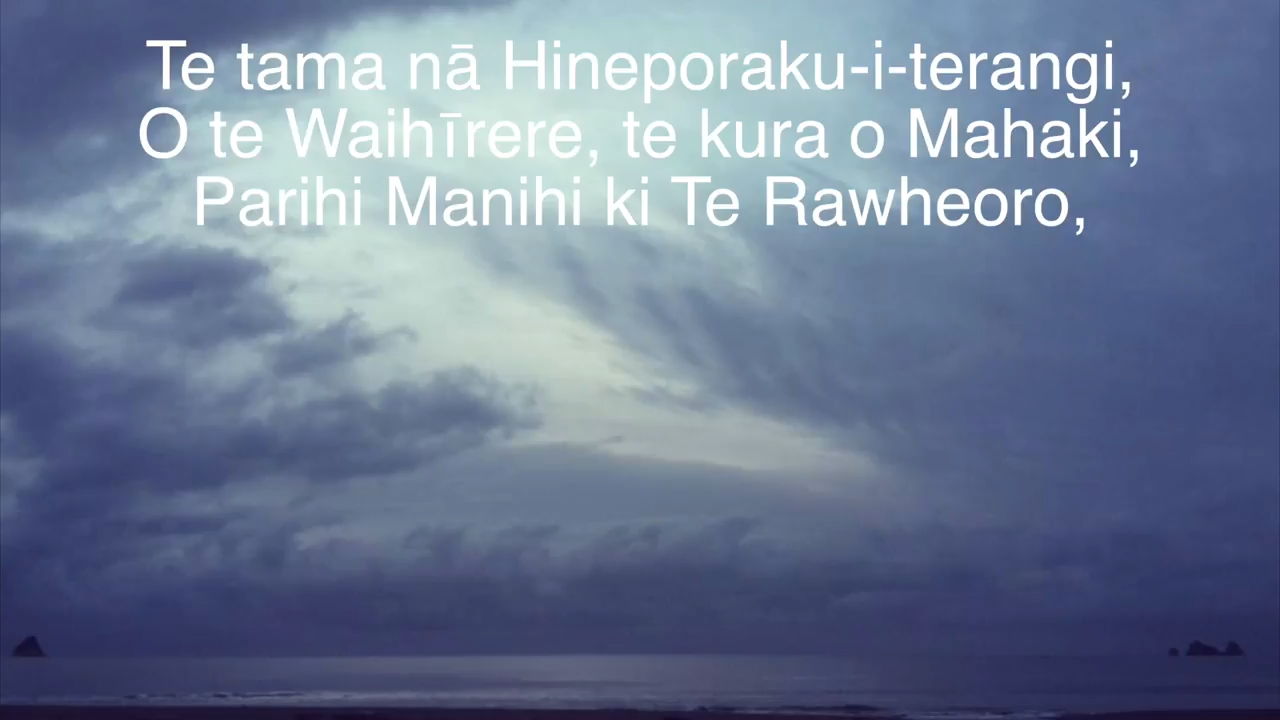 Te tama nā Hineporaku-i-terangi,
O te Waihīrere, te kura o Mahaki,
Parihi Manihi ki Te Rawheoro,